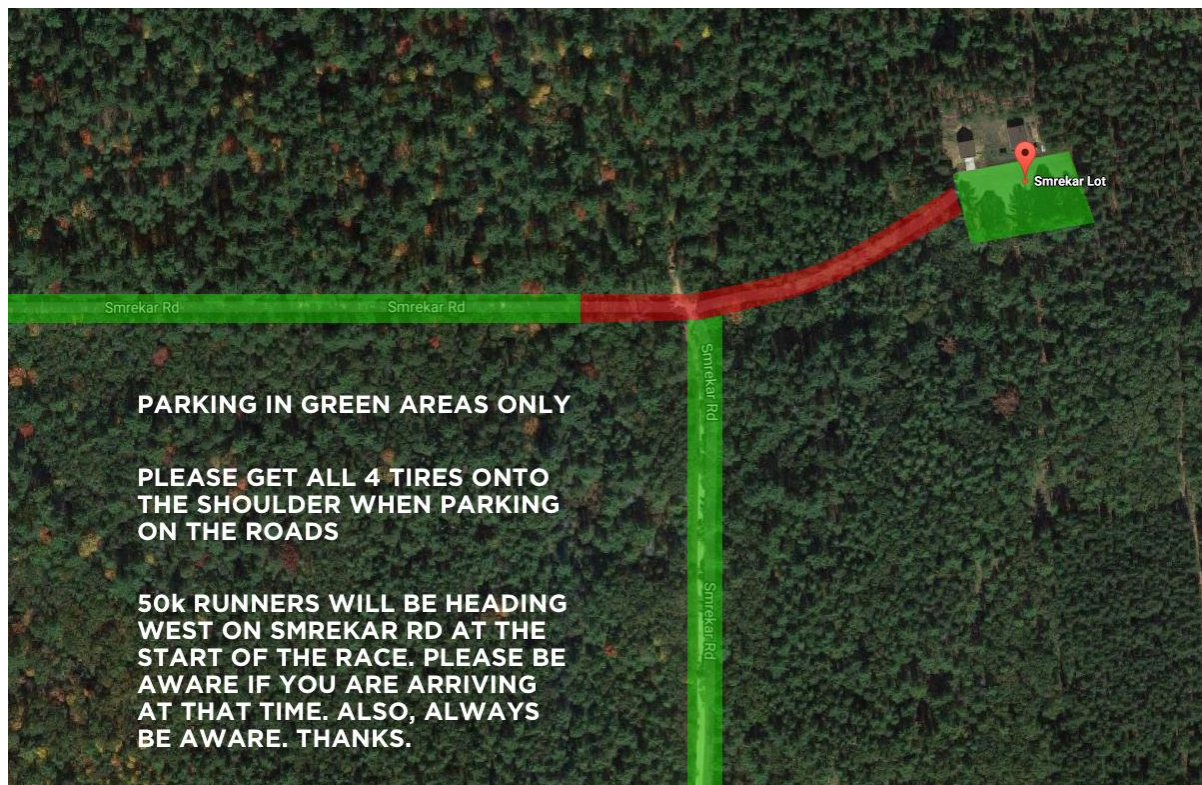 Smrekar Lot
Smrekar Rd
Smrekar Rd
Smrekar Rd
PARKING IN GREEN AREAS ONLY
PLEASE GET ALL 4 TIRES ONTO
THE SHOULDER WHEN PARKING
ON THE ROADS
Smrekar Rd
50k RUNNERS WILL BE HEADING
WEST ON SMREKAR RD AT THE
START OF THE RACE. PLEASE BE
AWARE IF YOU ARE ARRIVING
AT THAT TIME. ALSO, ALWAYS
BE AWARE. THANKS.